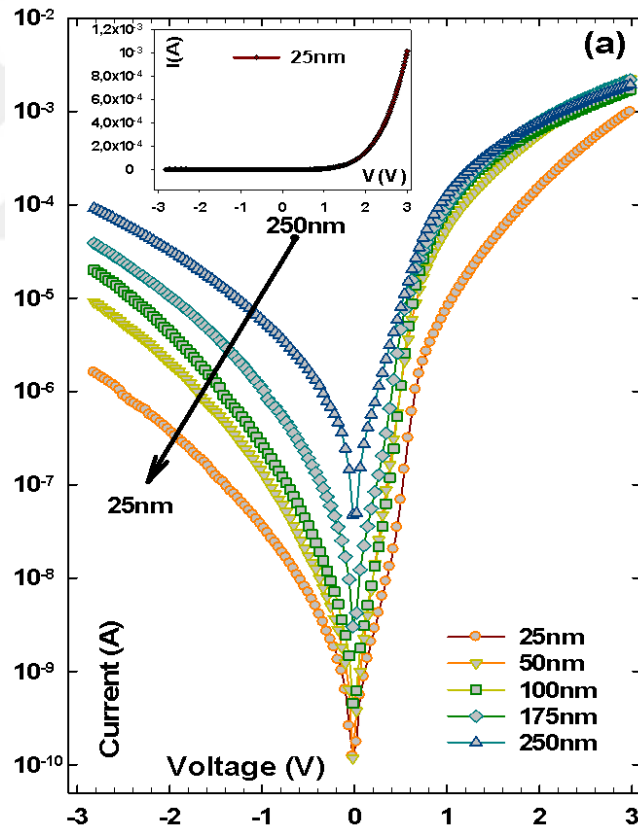 10-2
1,2x10-3
I(A)
25nm
(a)
10-3
8,0x10-4
6,0x10-4
4,0x10-4
2,0x10-4
0
V(V)
-3 -2 -1 0 1 2 3
10-3
10-4
250nm
10-5
10-6
10-7
25nm
10-8
10-9
10-10
Current (A)
Voltage (V)
25nm
50nm
100nm
175nm
250nm
-3 -2 -1 0 1 2 3